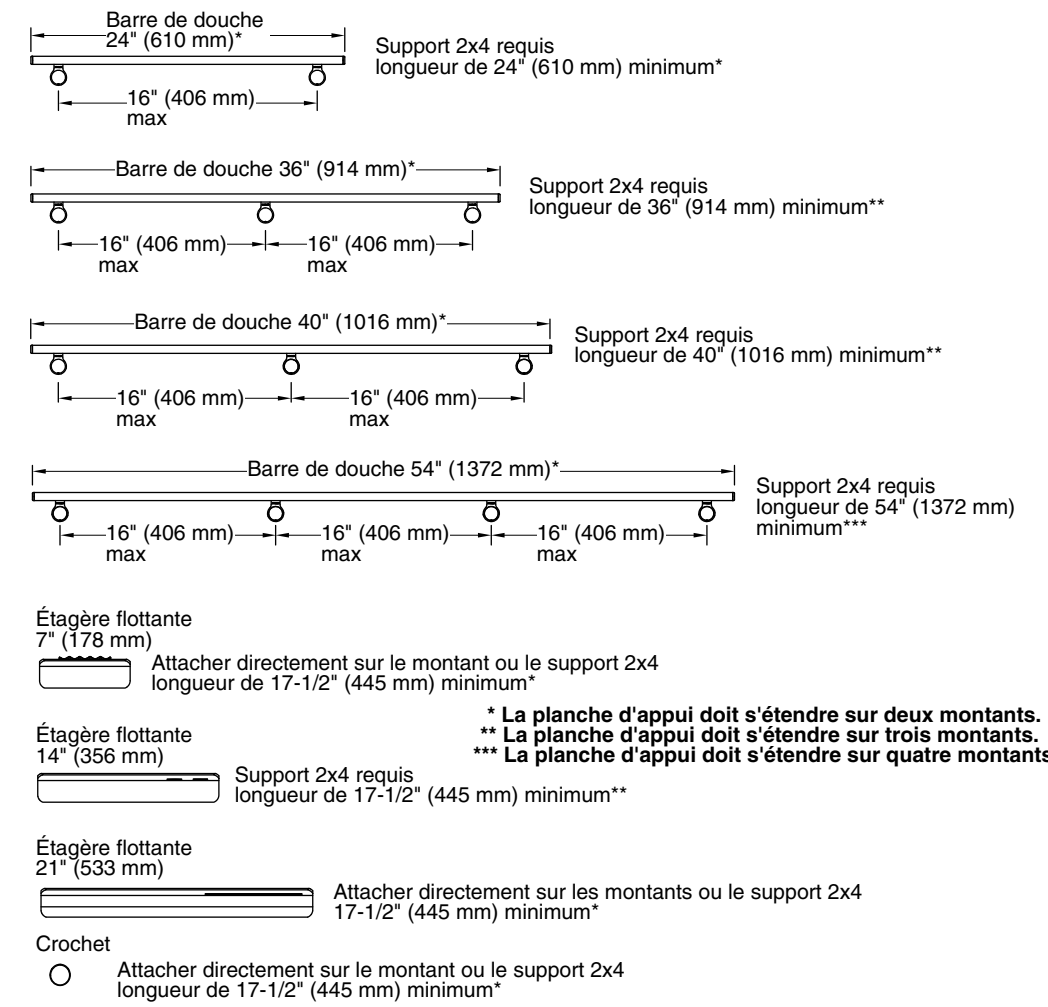 Barre de douche
24" (610 mm)*
Support 2x4 requis
longueur de 24" (610 mm) minimum*
16" (406 mm)
max
Barre de douche 36" (914 mm)*
Support 2x4 requis
longueur de 36" (914 mm) minimum**
16" (406 mm)
max
16" (406 mm)
max
Barre de douche 40" (1016 mm)*
Support 2x4 requis
longueur de 40" (1016 mm) minimum**
16" (406 mm)
max
16" (406 mm)
max
Barre de douche 54" (1372 mm)*
Support 2x4 requis
longueur de 54" (1372 mm)
minimum***
16" (406 mm)
max
16" (406 mm)
max
16" (406 mm)
max
Étagère flottante
7" (178 mm)
Attacher directement sur le montant ou le support 2x4
longueur de 17-1/2" (445 mm) minimum*
* La planche d'appui doit s'étendre sur deux montants.
** La planche d'appui doit s'étendre sur trois montants.
*** La planche d'appui doit s'étendre sur quatre montants
Étagère flottante
14" (356 mm)
Support 2x4 requis
longueur de 17-1/2" (445 mm) minimum**
Étagère flottante
21" (533 mm)
Attacher directement sur les montants ou le support 2x4
17-1/2" (445 mm) minimum*
Crochet
Attacher directement sur le montant ou le support 2x4
longueur de 17-1/2" (445 mm) minimum*